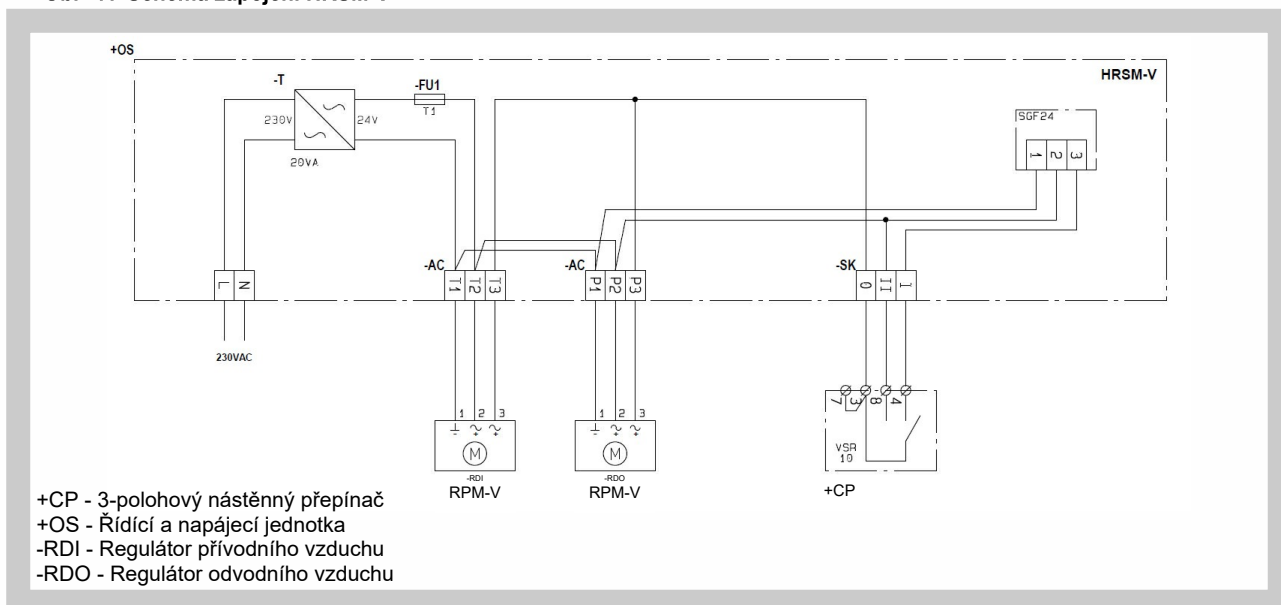 +OS
HRSM-V
-T
-FU1
T1
230V
24V
20VA
SGF24
1 2 3
-AC
T1 T2 T3
-AC
P1 P2 P3
-SK
0 II I
L N
230VAC
1 2 3
M
-RDI
RPM-V
1 2 3
M
-RDO
RPM-V
7 3 8 4
VSR
10
+CP
+CP - 3-polohový nástěnný přepínač
+OS - Řídící a napájecí jednotka
-RDI - Regulátor přívodního vzduchu
-RDO - Regulátor odvodního vzduchu